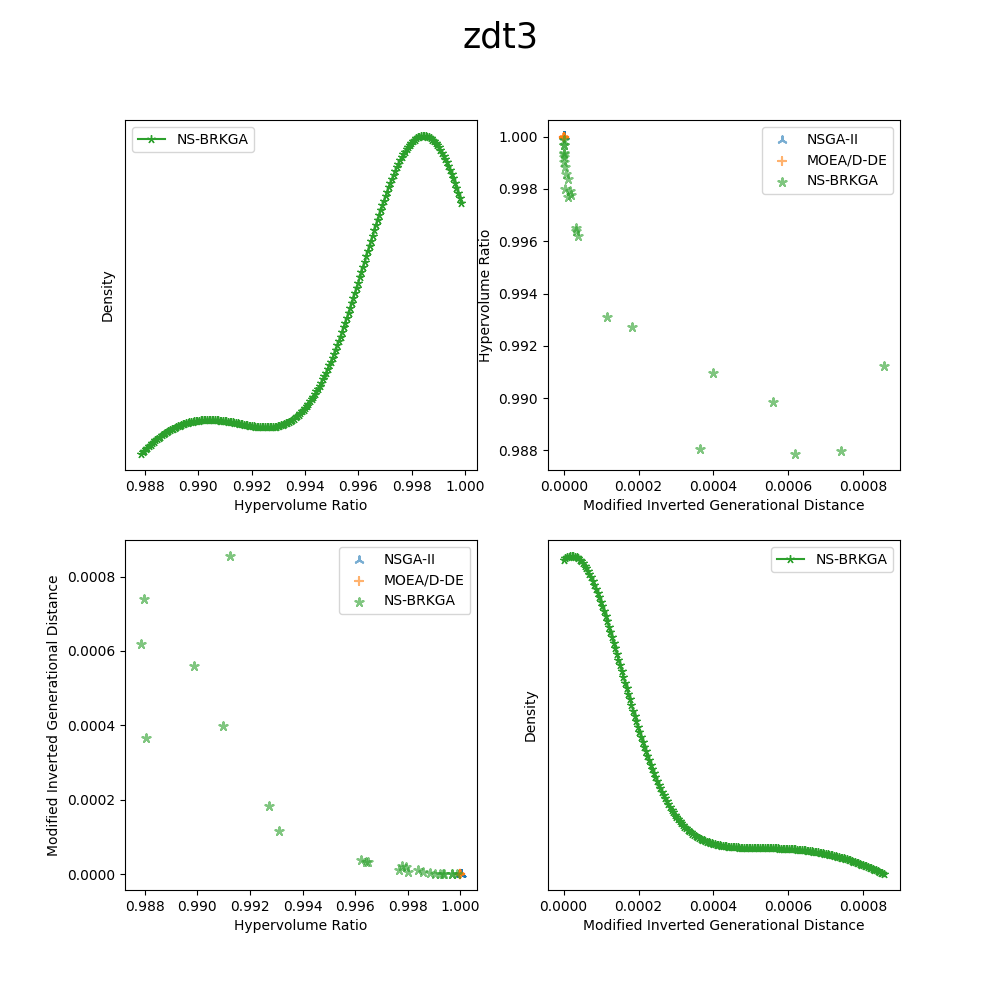 zdt3
NS-BRKGA
Density
0.988 0.990 0.992 0.994 0.996 0.998 1.000
Hypervolume Ratio
NSGA-II
MOEA/D-DE
NS-BRKGA
1.000
0.998
0.996
0.994
0.992
0.990
0.988
Hypervolume Ratio
0.0000 0.0002 0.0004 0.0006 0.0008
Modified Inverted Generational Distance
NSGA-II
MOEA/D-DE
NS-BRKGA
0.0008
0.0006
0.0004
0.0002
0.0000
Modified Inverted Generational Distance
0.988 0.990 0.992 0.994 0.996 0.998 1.000
Hypervolume Ratio
NS-BRKGA
Density
0.0000 0.0002 0.0004 0.0006 0.0008
Modified Inverted Generational Distance